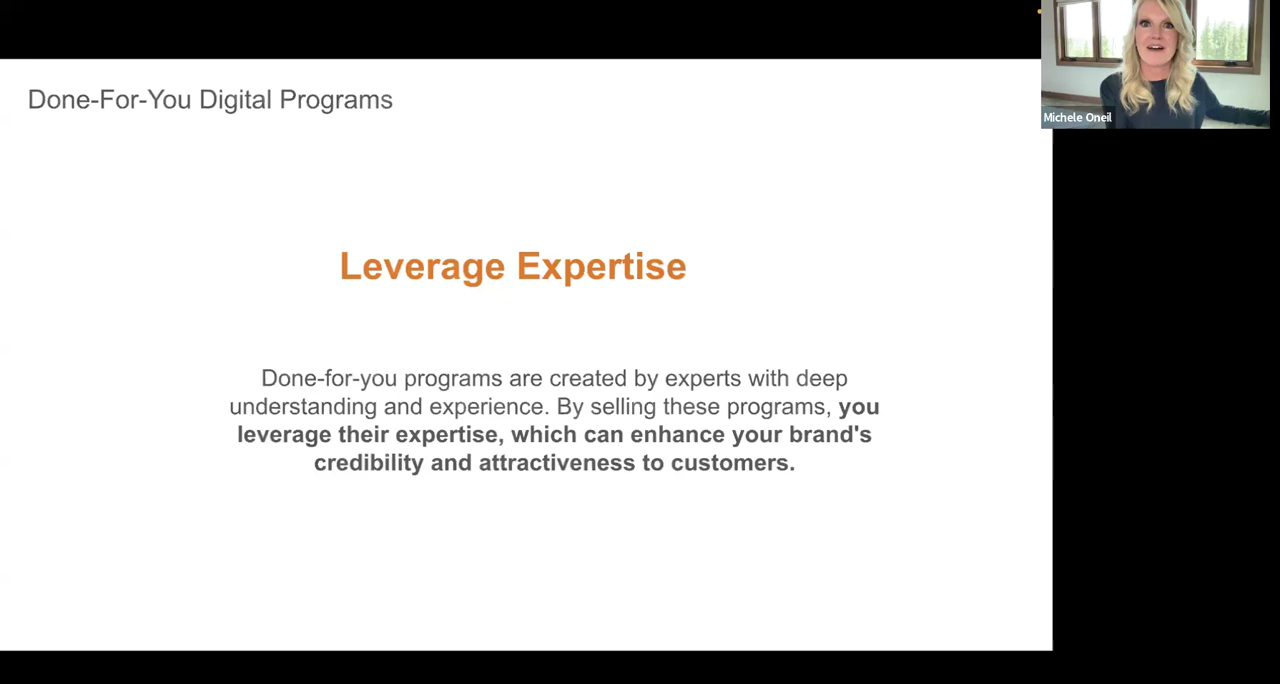 Done-For-You Digital Programs
Michele Oneil
Leverage Expertise
Done-for-you programs are created by experts with deep
understanding and experience. By selling these programs, you
leverage their expertise, which can enhance your brand's
credibility and attractiveness to customers.